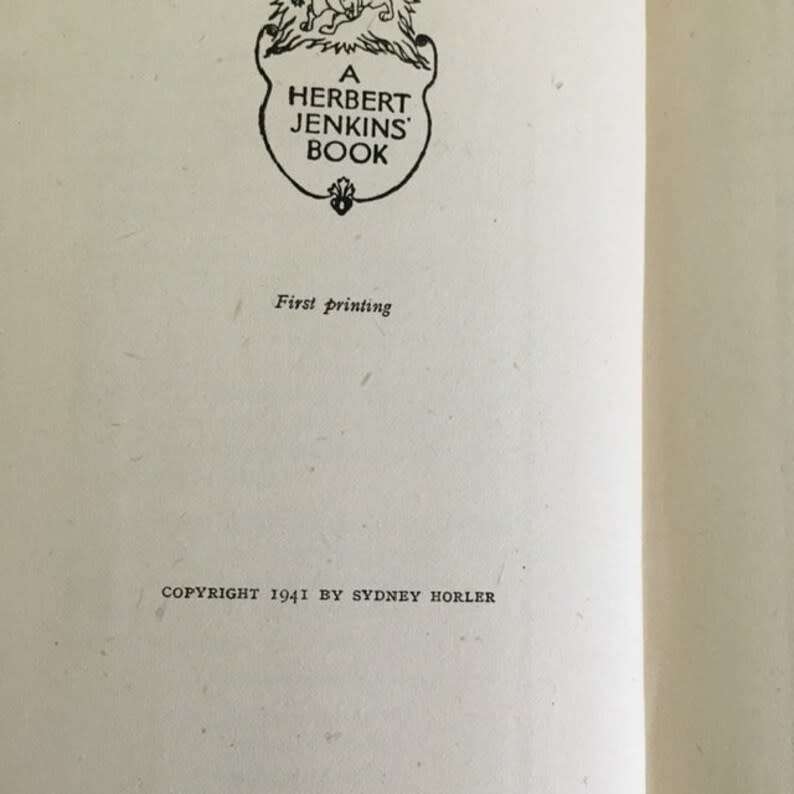 A
HERBERT
JENKINS'
BOOK
First printing
COPYRIGHT 1941 BY SYDNEY HORLER